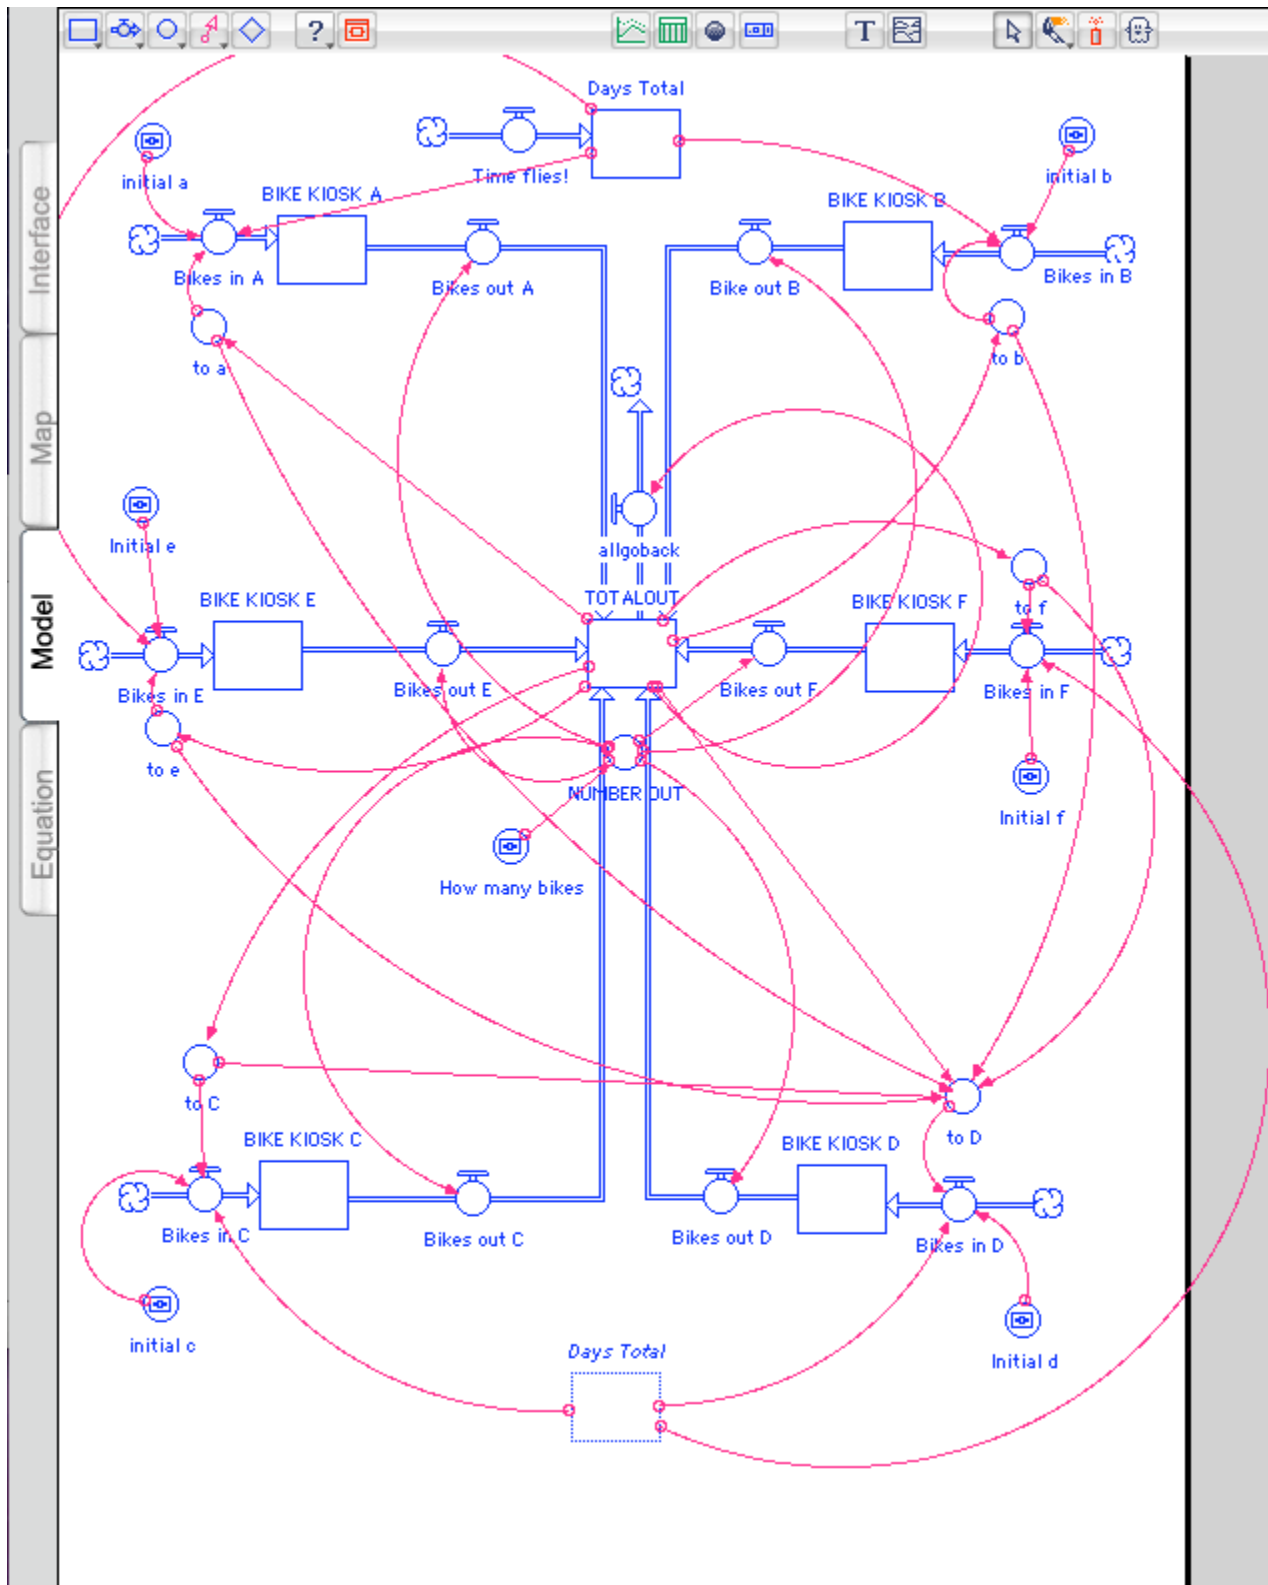 ?
T
Days Total
Time flies!
initial a
initial b
BIKE KIOSK A
BIKE KIOSK B
Bikes in A
Bikes out A
Bike out B
Bikes in B
to a
to b
Interface
Map
Model
Equation
allgoback
Initial e
TOTALOUT
BIKE KIOSK E
BIKE KIOSK F
to f
Bikes in E
Bikes out E
Bikes out F
Bikes in F
to e
NUMBER OUT
Initial f
How many bikes
to C
to D
BIKE KIOSK C
BIKE KIOSK D
Bikes in C
Bikes out C
Bikes out D
Bikes in D
initial c
Days Total
Initial d